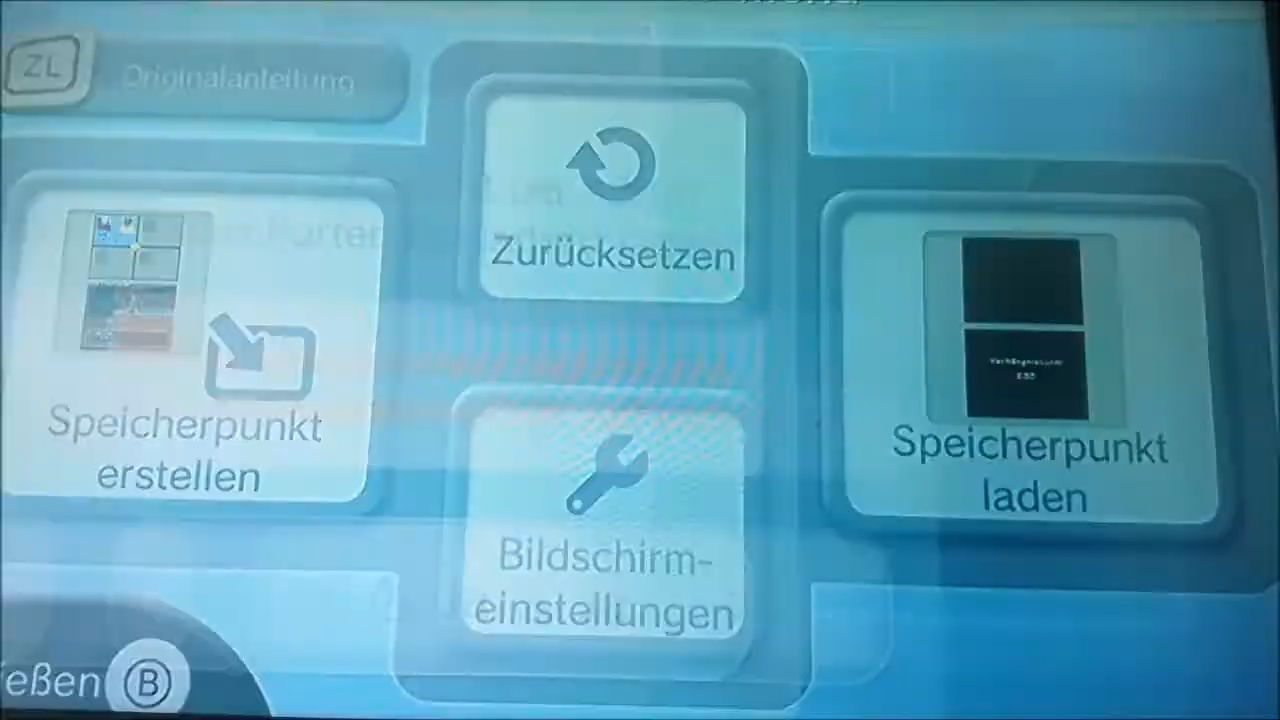 ZL
Originalanleitung
Zurücksetzen
Speicherpunkt
erstellen
Speicherpunkt
laden
Bildschirm-
einstellungen
eßen B